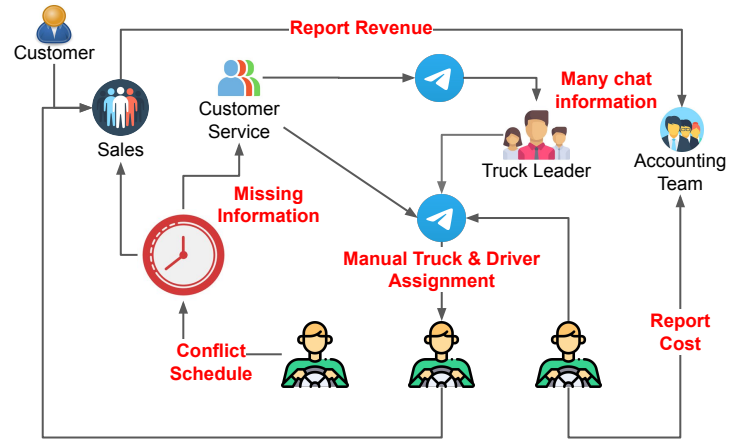 Report Revenue
Customer
Many chat
information
Customer
Service
Sales
Truck Leader
Accounting
Team
Missing
Information
Manual Truck & Driver
Assignment
Conflict
Schedule
Report
Cost